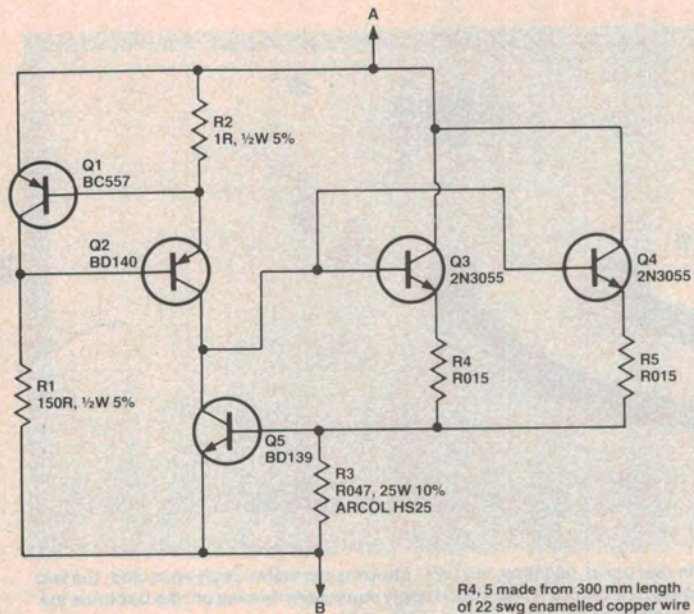 A
R2
1R, ½W 5%
Q1
BC557
Q2
BD140
Q3
2N3055
Q4
2N3055
R4
R015
R5
R015
R1
150R, ½W 5%
Q5
BD139
R3
R047, 25W 10%
ARCOL HS25
B
R4, 5 made from 300 mm length
of 22 swg enamelled copper wire